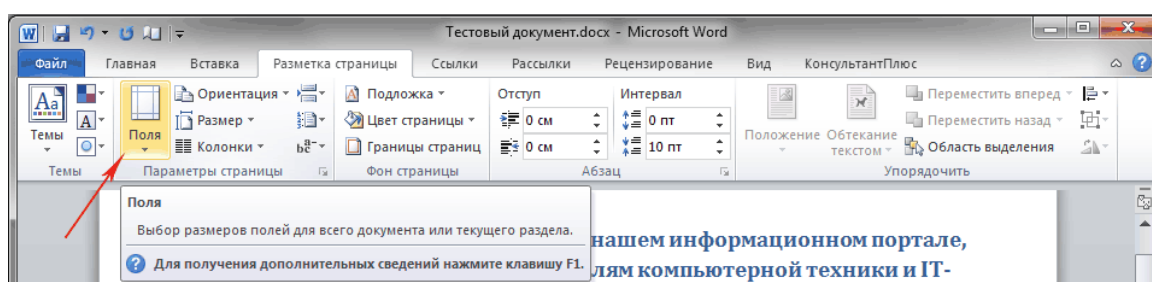 Тестовый документ.docx - Microsoft Word
Файл Главная Вставка Разметка страницы Ссылки Рассылки Рецензирование Вид КонсультантПлюс
Aa Темы
A
Поля
Ориентация
Размер
Колонки
Подложка
Цвет страницы
Границы страниц
Отступ
0 см
0 см
Интервал
0 пт
10 пт
Положение
Обтекание
текстом
Переместить вперед
Переместить назад
Область выделения
Темы Параметры страницы Фон страницы Абзац Упорядочить
Поля
Выбор размеров полей для всего документа или текущего раздела.
Для получения дополнительных сведений нажмите клавишу F1.
нашем информационном портале,
лям компьютерной техники и IT-